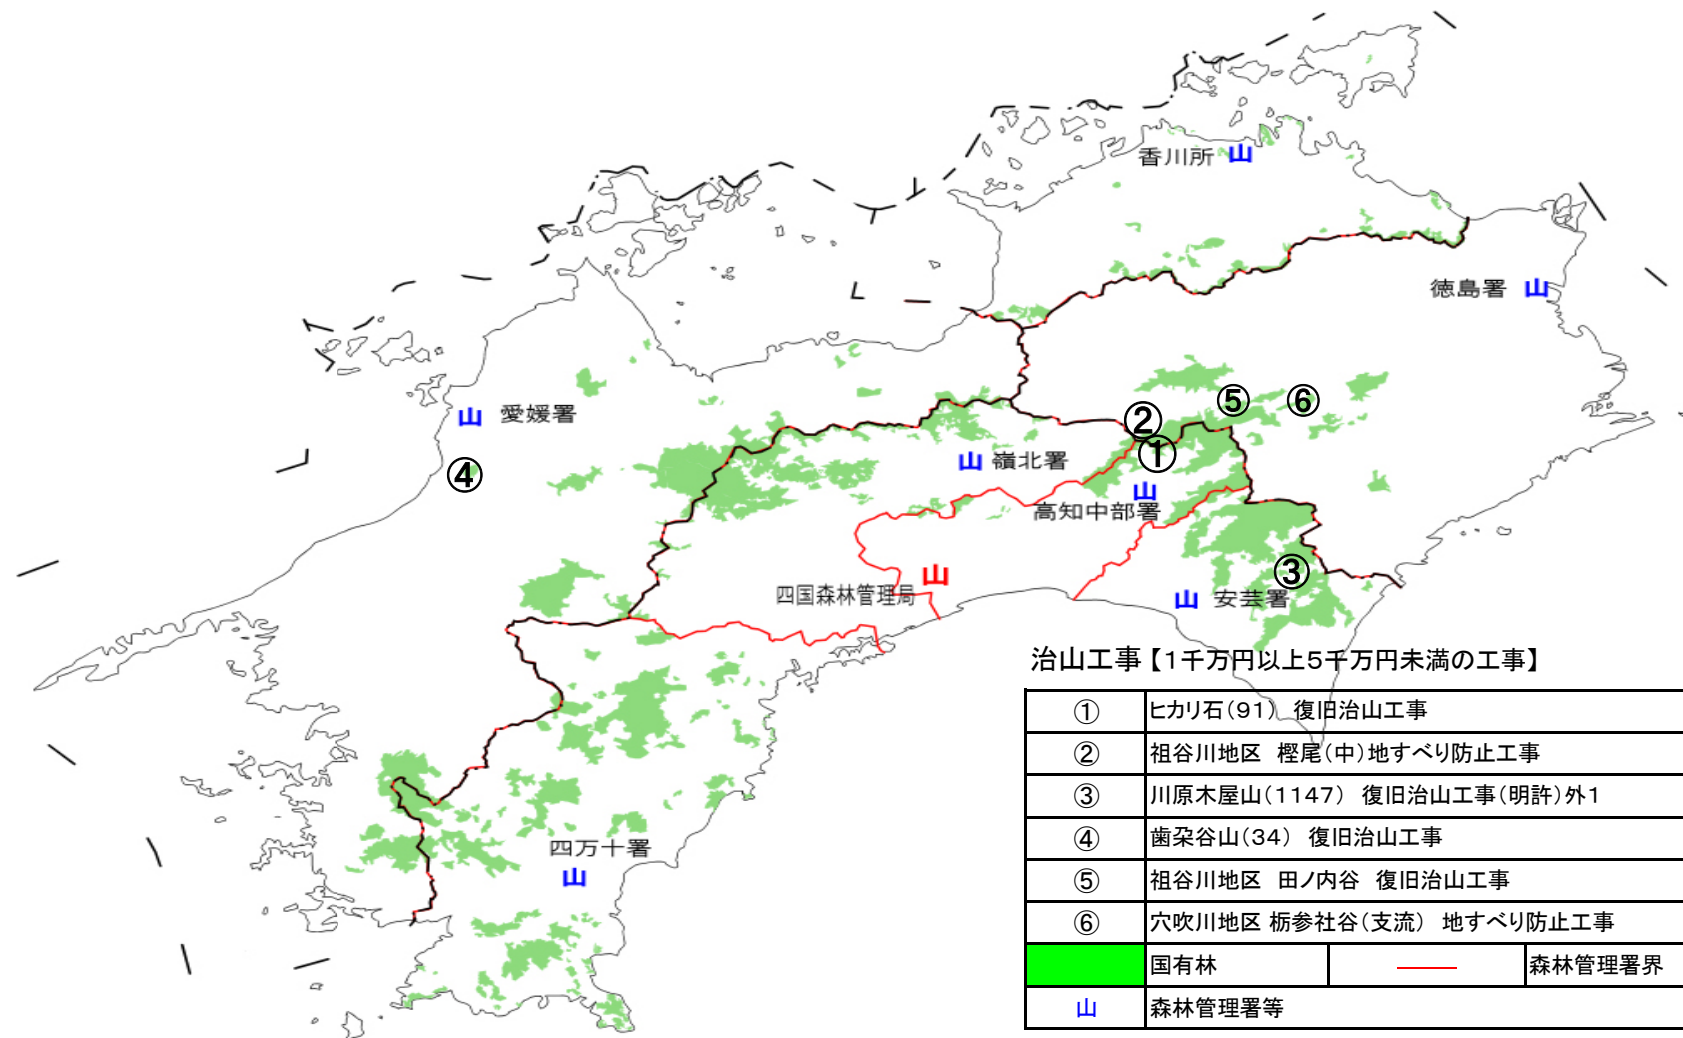 香川所 山
徳島署 山
山 愛媛署
⑤ ⑥
②
④
①
山 嶺北署
山
高知中部署
山
四国森林管理局
③
山 安芸署
四万十署
山
治山工事【1千万円以上5千万円未満の工事】
① ヒカリ石(91) 復旧治山工事
② 祖谷川地区 樫尾(中)地すべり防止工事
③ 川原木屋山(1147) 復旧治山工事(明許)外1
④ 歯朶谷山(34) 復旧治山工事
⑤ 祖谷川地区 田ノ内谷 復旧治山工事
⑥ 穴吹川地区 栃参社谷(支流) 地すべり防止工事
国有林 森林管理署界
山 森林管理署等